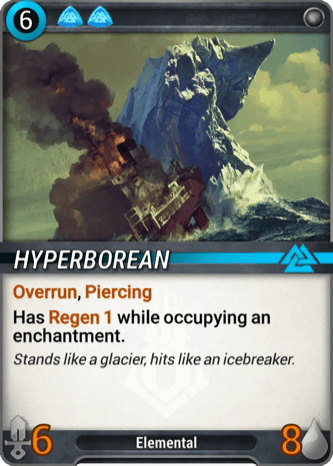 6
HYPERBOREAN
Overrun, Piercing
Has Regen 1 while occupying an
enchantment.
Stands like a glacier, hits like an icebreaker.
6
Elemental
8